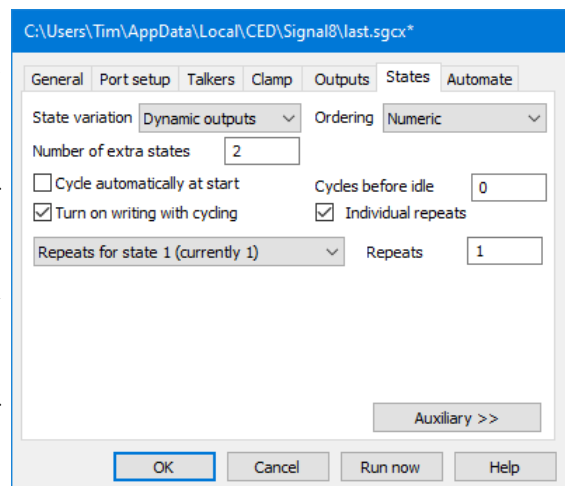 C:\Users\Tim\AppData\Local\CED\Signal8\last.sgcx*
General Port setup Talkers Clamp Outputs States Automate
State variation Dynamic outputs Ordering Numeric
Number of extra states 2
Cycle automatically at start Cycles before idle 0
Turn on writing with cycling Individual repeats
Repeats for state 1 (currently 1) Repeats 1
Auxiliary >>
OK Cancel Run now Help